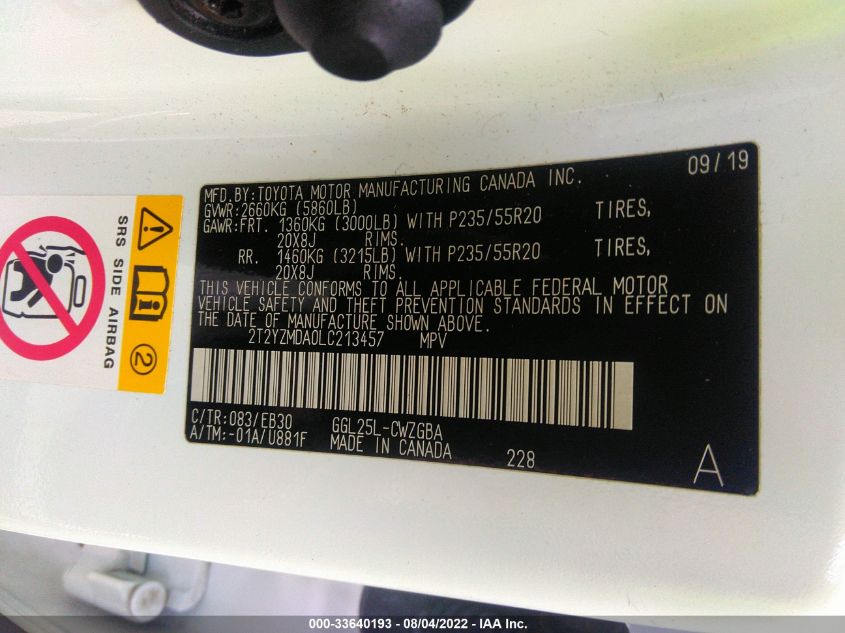 MFD.BY:TOYOTA MOTOR MANUFACTURING CANADA INC. 09/19
GVWR:2660KG (5860LB)
GAWR:FRT. 1360KG (3000LB) WITH P235/55R20 TIRES,
20X8J RIMS.
RR. 1460KG (3215LB) WITH P235/55R20 TIRES,
20X8J RIMS.
THIS VEHICLE CONFORMS TO ALL APPLICABLE FEDERAL MOTOR
VEHICLE SAFETY AND THEFT PREVENTION STANDARDS IN EFFECT ON
THE DATE OF MANUFACTURE SHOWN ABOVE.
2T2YZMDA0LC213457 MPV
C/TR:083/EB30 GGL25L-CWZGBA
A/TM:-01A/U881F MADE IN CANADA 228
A
SRS SIDE AIRBAG
2
000-33640193 - 08/04/2022 - IAA Inc.